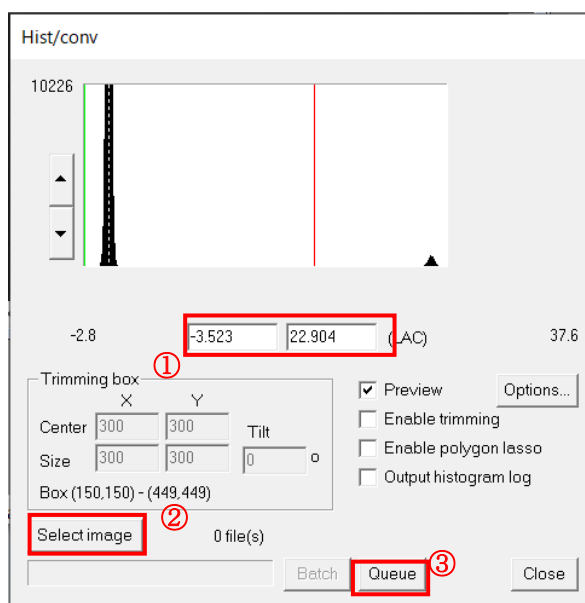 Hist/conv
10226
-2.8 -3.523 22.904 (LAC) 37.6
①
Trimming box
X Y
Center 300 300 Tilt
Size 300 300 0 o
Box (150,150) - (449,449)
Preview Options...
Enable trimming
Enable polygon lasso
Output histogram log
②
Select image 0 file(s)
③
Batch Queue Close